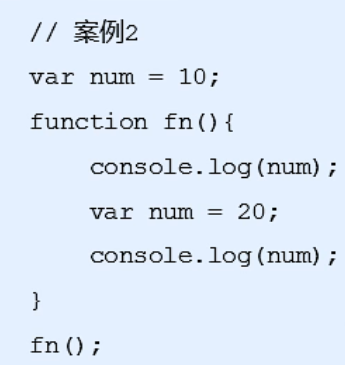 // 案例2
var num = 10;
function fn(){
    console.log(num);
    var num = 20;
    console.log(num);
}
fn();